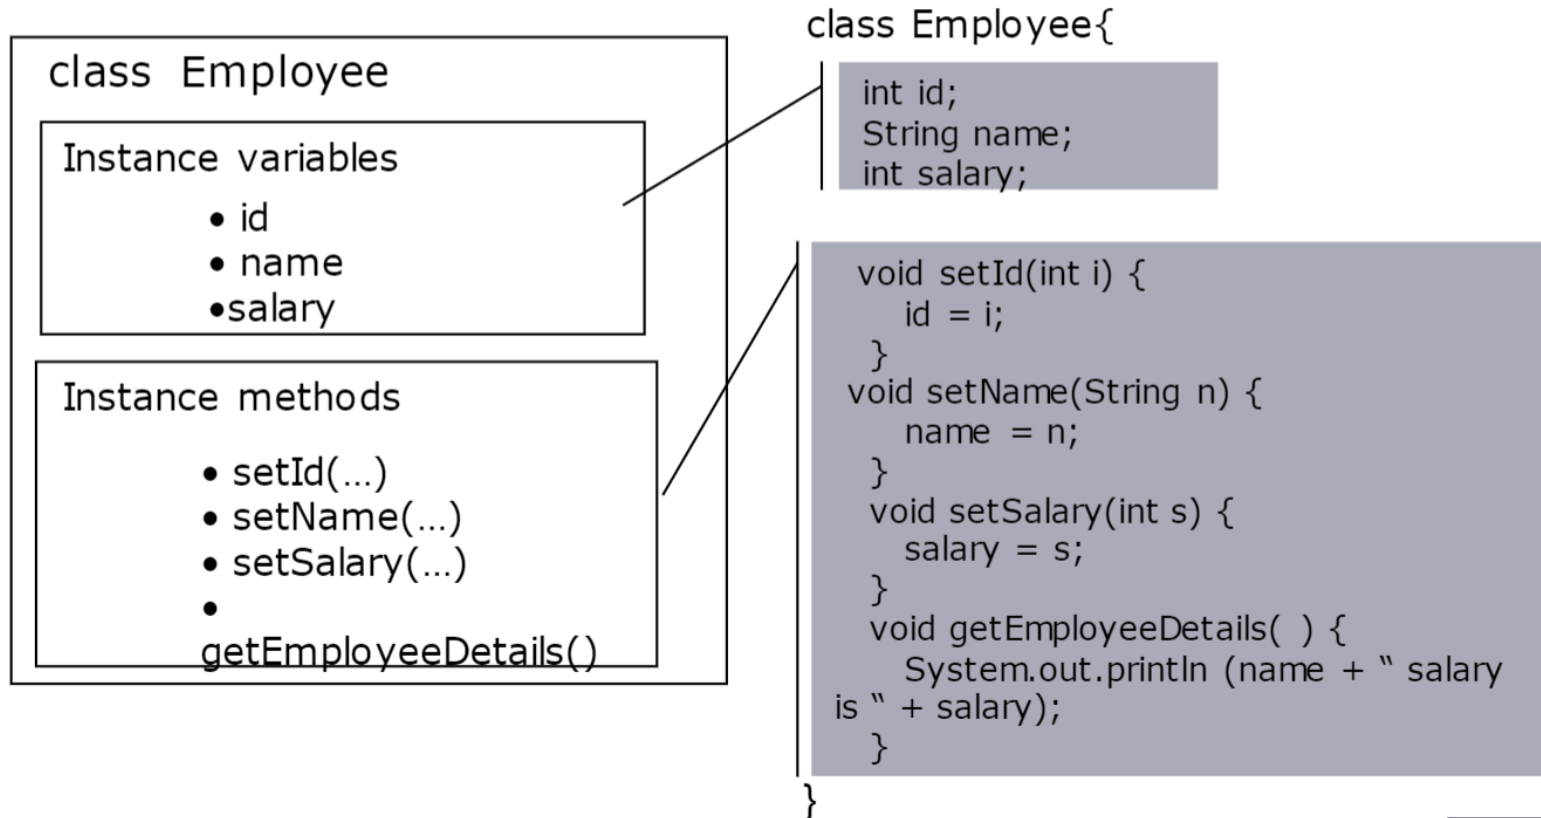 class Employee
Instance variables
• id
• name
•salary
Instance methods
• setId(...)
• setName(...)
• setSalary(...)
•
getEmployeeDetails()
class Employee{
int id;
String name;
int salary;
void setId(int i) {
id = i;
}
void setName(String n) {
name = n;
}
void setSalary(int s) {
salary = s;
}
void getEmployeeDetails( ) {
System.out.println (name + “ salary
is “ + salary);
}
}